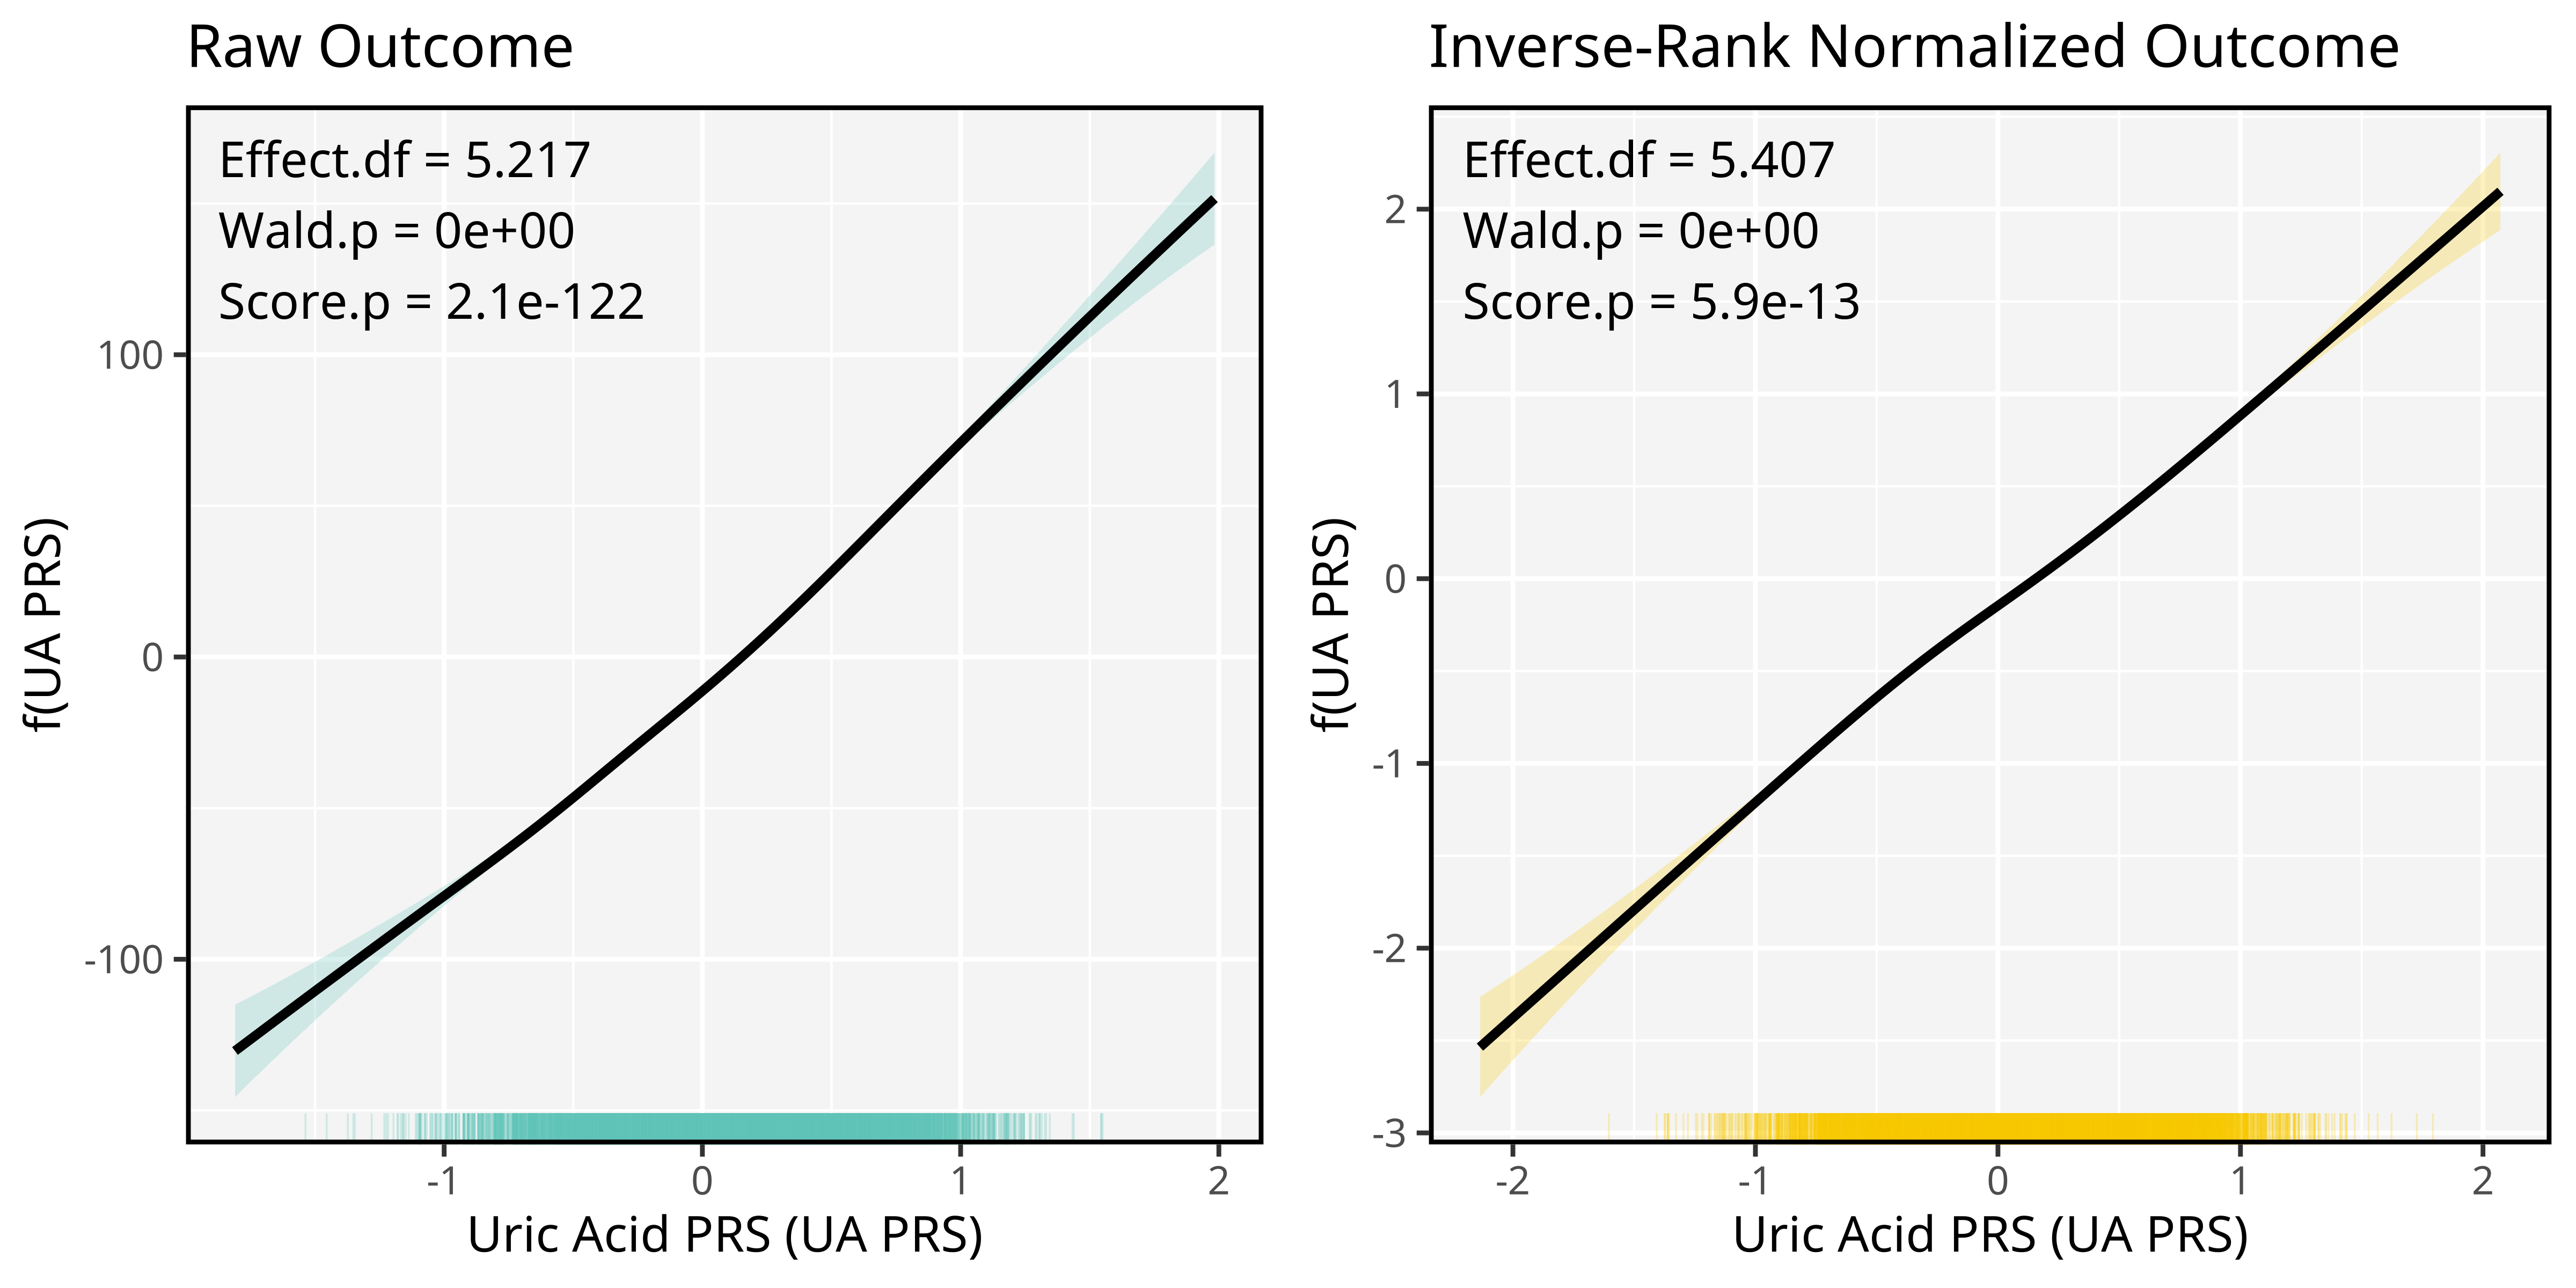 Raw Outcome
Effect.df = 5.217
Wald.p = 0e+00
Score.p = 2.1e-122
100
0
-100
f(UA PRS)
-1 0 1 2
Uric Acid PRS (UA PRS)
Inverse-Rank Normalized Outcome
Effect.df = 5.407
Wald.p = 0e+00
Score.p = 5.9e-13
2
1
0
-1
-2
-3
f(UA PRS)
-2 -1 0 1 2
Uric Acid PRS (UA PRS)